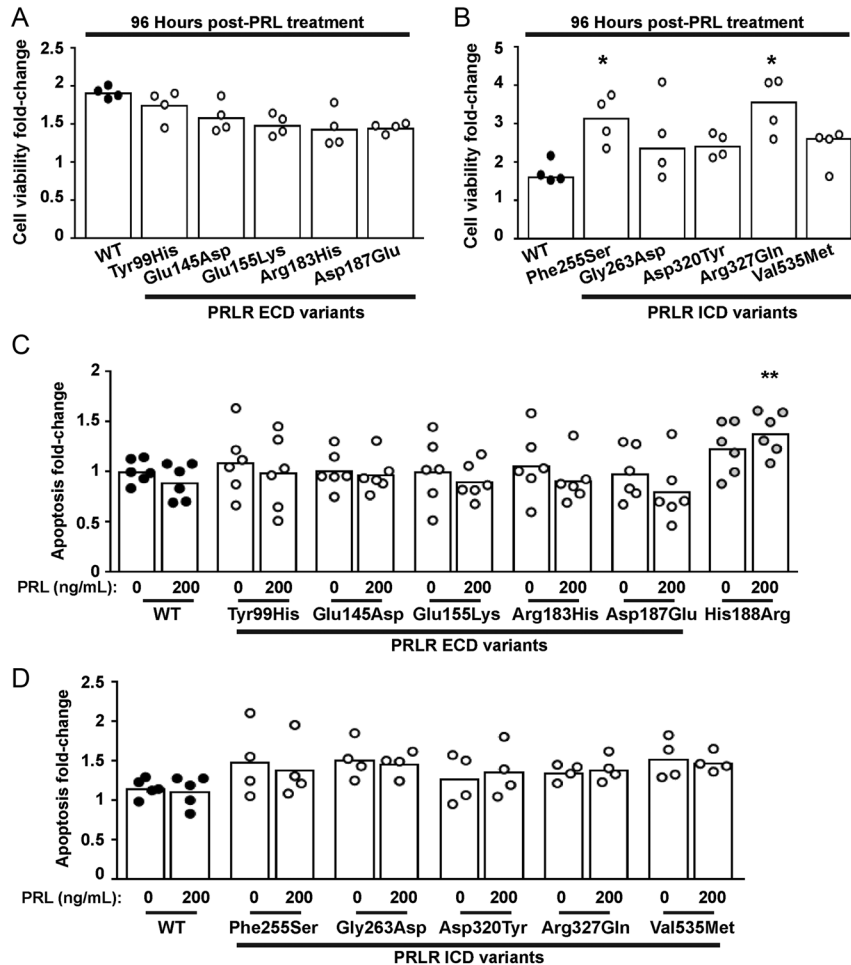 A
96 Hours post-PRL treatment
Cell viability fold-change
2.5
2
1.5
1
0.5
0
WT
Tyr99His
Glu145Asp
Glu155Lys
Arg183His
Asp187Glu
PRLR ECD variants
B
96 Hours post-PRL treatment
Cell viability fold-change
5
4
3
2
1
0
* *
WT
Phe255Ser
Gly263Asp
Asp320Tyr
Arg327Gln
Val535Met
PRLR ICD variants
C
Apoptosis fold-change
2
1.5
1.0
0.5
0
**
PRL (ng/mL): 0 200 0 200 0 200 0 200 0 200 0 200 0 200
WT Tyr99His Glu145Asp Glu155Lys Arg183His Asp187Glu His188Arg
PRLR ECD variants
D
Apoptosis fold-change
2.5
2
1.5
1
0.5
0
PRL (ng/mL): 0 200 0 200 0 200 0 200 0 200 0 200
WT Phe255Ser Gly263Asp Asp320Tyr Arg327Gln Val535Met
PRLR ICD variants